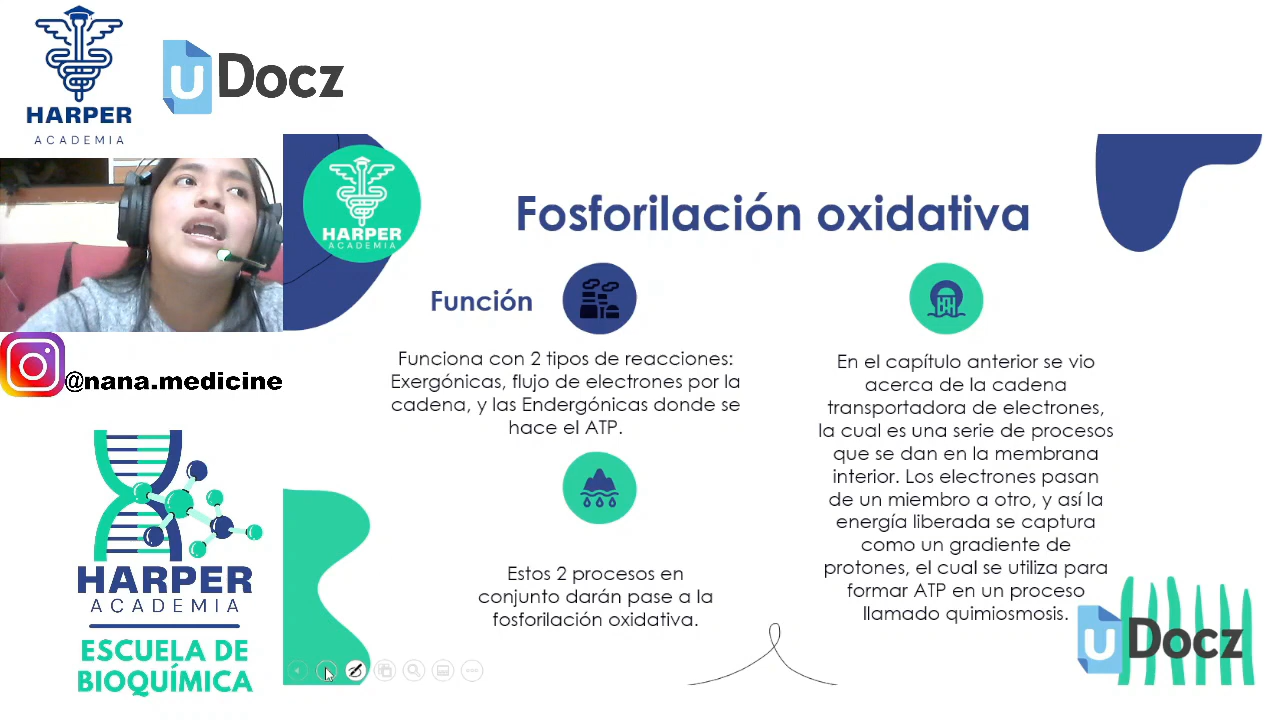 HARPER
ACADEMIA
uDocz
HARPER
ACADEMIA
Fosforilación oxidativa
Función
Funciona con 2 tipos de reacciones:
Exergónicas, flujo de electrones por la
cadena, y las Endergónicas donde se
hace el ATP.
Estos 2 procesos en
conjunto darán pase a la
fosforilación oxidativa.
En el capítulo anterior se vio
acerca de la cadena
transportadora de electrones,
la cual es una serie de procesos
que se dan en la membrana
interior. Los electrones pasan
de un miembro a otro, y así la
energía liberada se captura
como un gradiente de
protones, el cual se utiliza para
formar ATP en un proceso
llamado quimiosmosis.
uDocz
@nana.medicine
HARPER
ACADEMIA
ESCUELA DE
BIOQUÍMICA